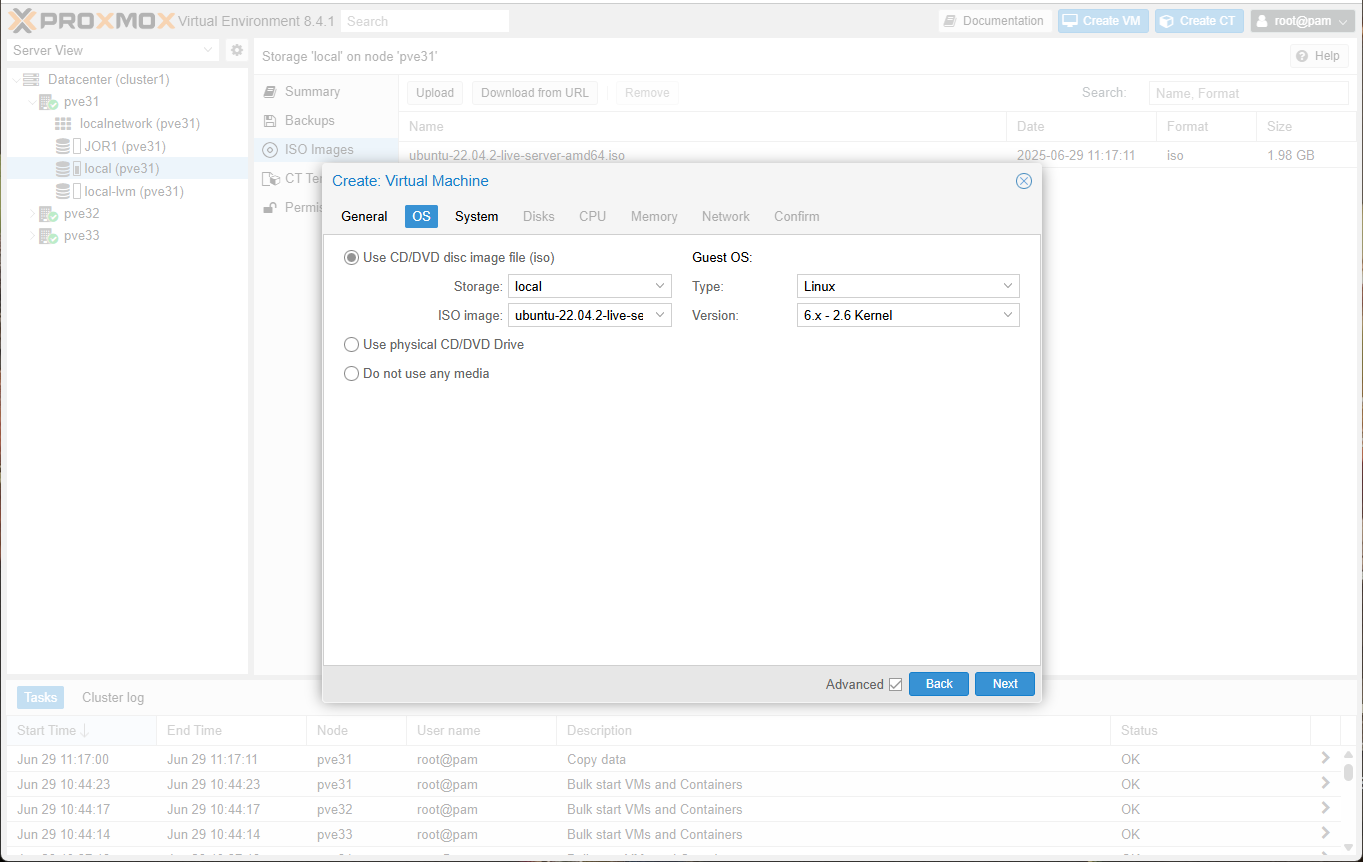 PROXMOX Virtual Environment 8.4.1 Search Documentation Create VM Create CT root@pam
Server View
Storage 'local' on node 'pve31' Help
Datacenter (cluster1)
pve31
localnetwork (pve31)
JOR1 (pve31)
local (pve31)
local-lvm (pve31)
pve32
pve33
Summary
Backups
ISO Images
CT Te
Permis
Upload Download from URL Remove Search: Name, Format
Name Date Format Size
ubuntu-22.04.2-live-server-amd64.iso 2025-06-29 11:17:11 iso 1.98 GB
Create: Virtual Machine
General OS System Disks CPU Memory Network Confirm
Use CD/DVD disc image file (iso) Guest OS:
Storage: local Type: Linux
ISO image: ubuntu-22.04.2-live-se Version: 6.x - 2.6 Kernel
Use physical CD/DVD Drive
Do not use any media
Advanced Back Next
Tasks Cluster log
Start Time End Time Node User name Description Status
Jun 29 11:17:00 Jun 29 11:17:11 pve31 root@pam Copy data OK
Jun 29 10:44:23 Jun 29 10:44:23 pve31 root@pam Bulk start VMs and Containers OK
Jun 29 10:44:17 Jun 29 10:44:17 pve32 root@pam Bulk start VMs and Containers OK
Jun 29 10:44:14 Jun 29 10:44:14 pve33 root@pam Bulk start VMs and Containers OK